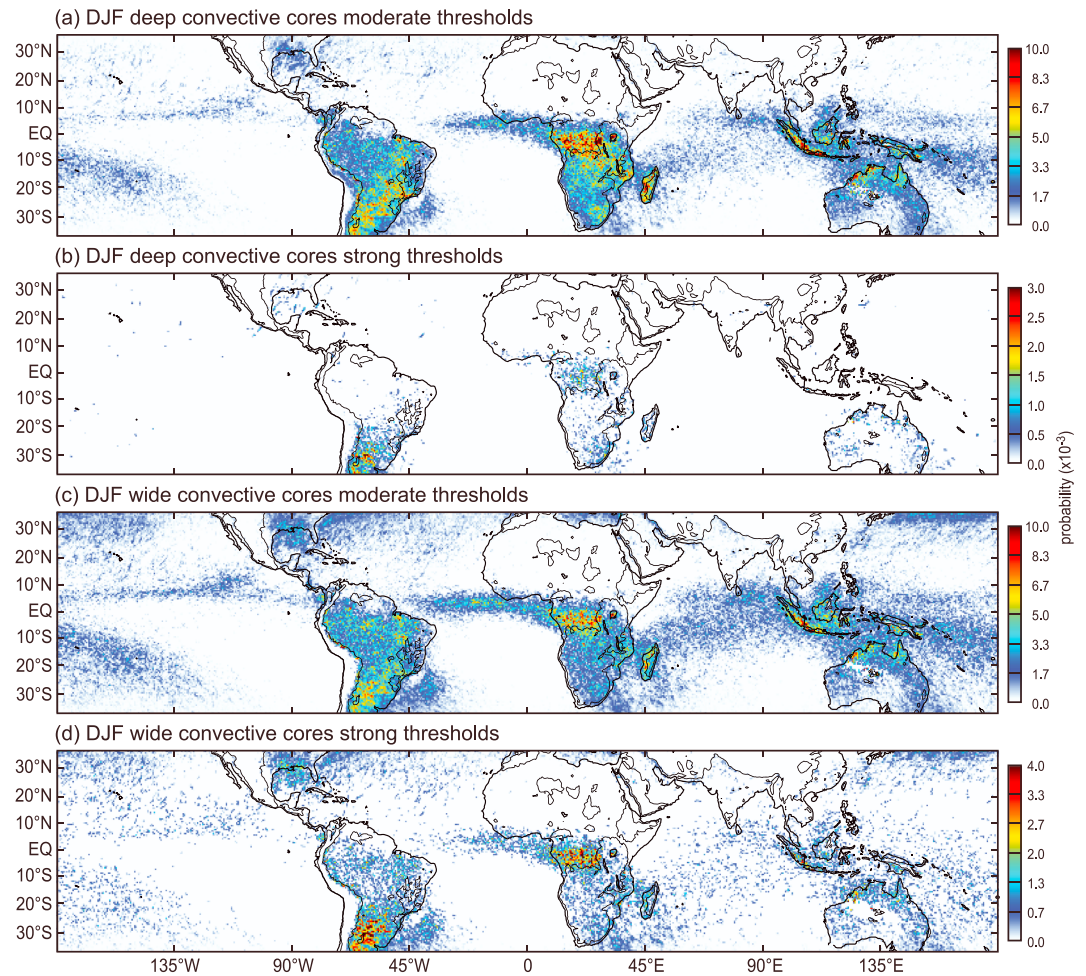 (a) DJF deep convective cores moderate thresholds
30°N
20°N
10°N
EQ
10°S
20°S
30°S
10.0
8.3
6.7
5.0
3.3
1.7
0.0
(b) DJF deep convective cores strong thresholds
30°N
20°N
10°N
EQ
10°S
20°S
30°S
3.0
2.5
2.0
1.5
1.0
0.5
0.0
(c) DJF wide convective cores moderate thresholds
30°N
20°N
10°N
EQ
10°S
20°S
30°S
10.0
8.3
6.7
5.0
3.3
1.7
0.0
(d) DJF wide convective cores strong thresholds
30°N
20°N
10°N
EQ
10°S
20°S
30°S
4.0
3.3
2.7
2.0
1.3
0.7
0.0
135°W 90°W 45°W 0 45°E 90°E 135°E
probability (x10⁻³)